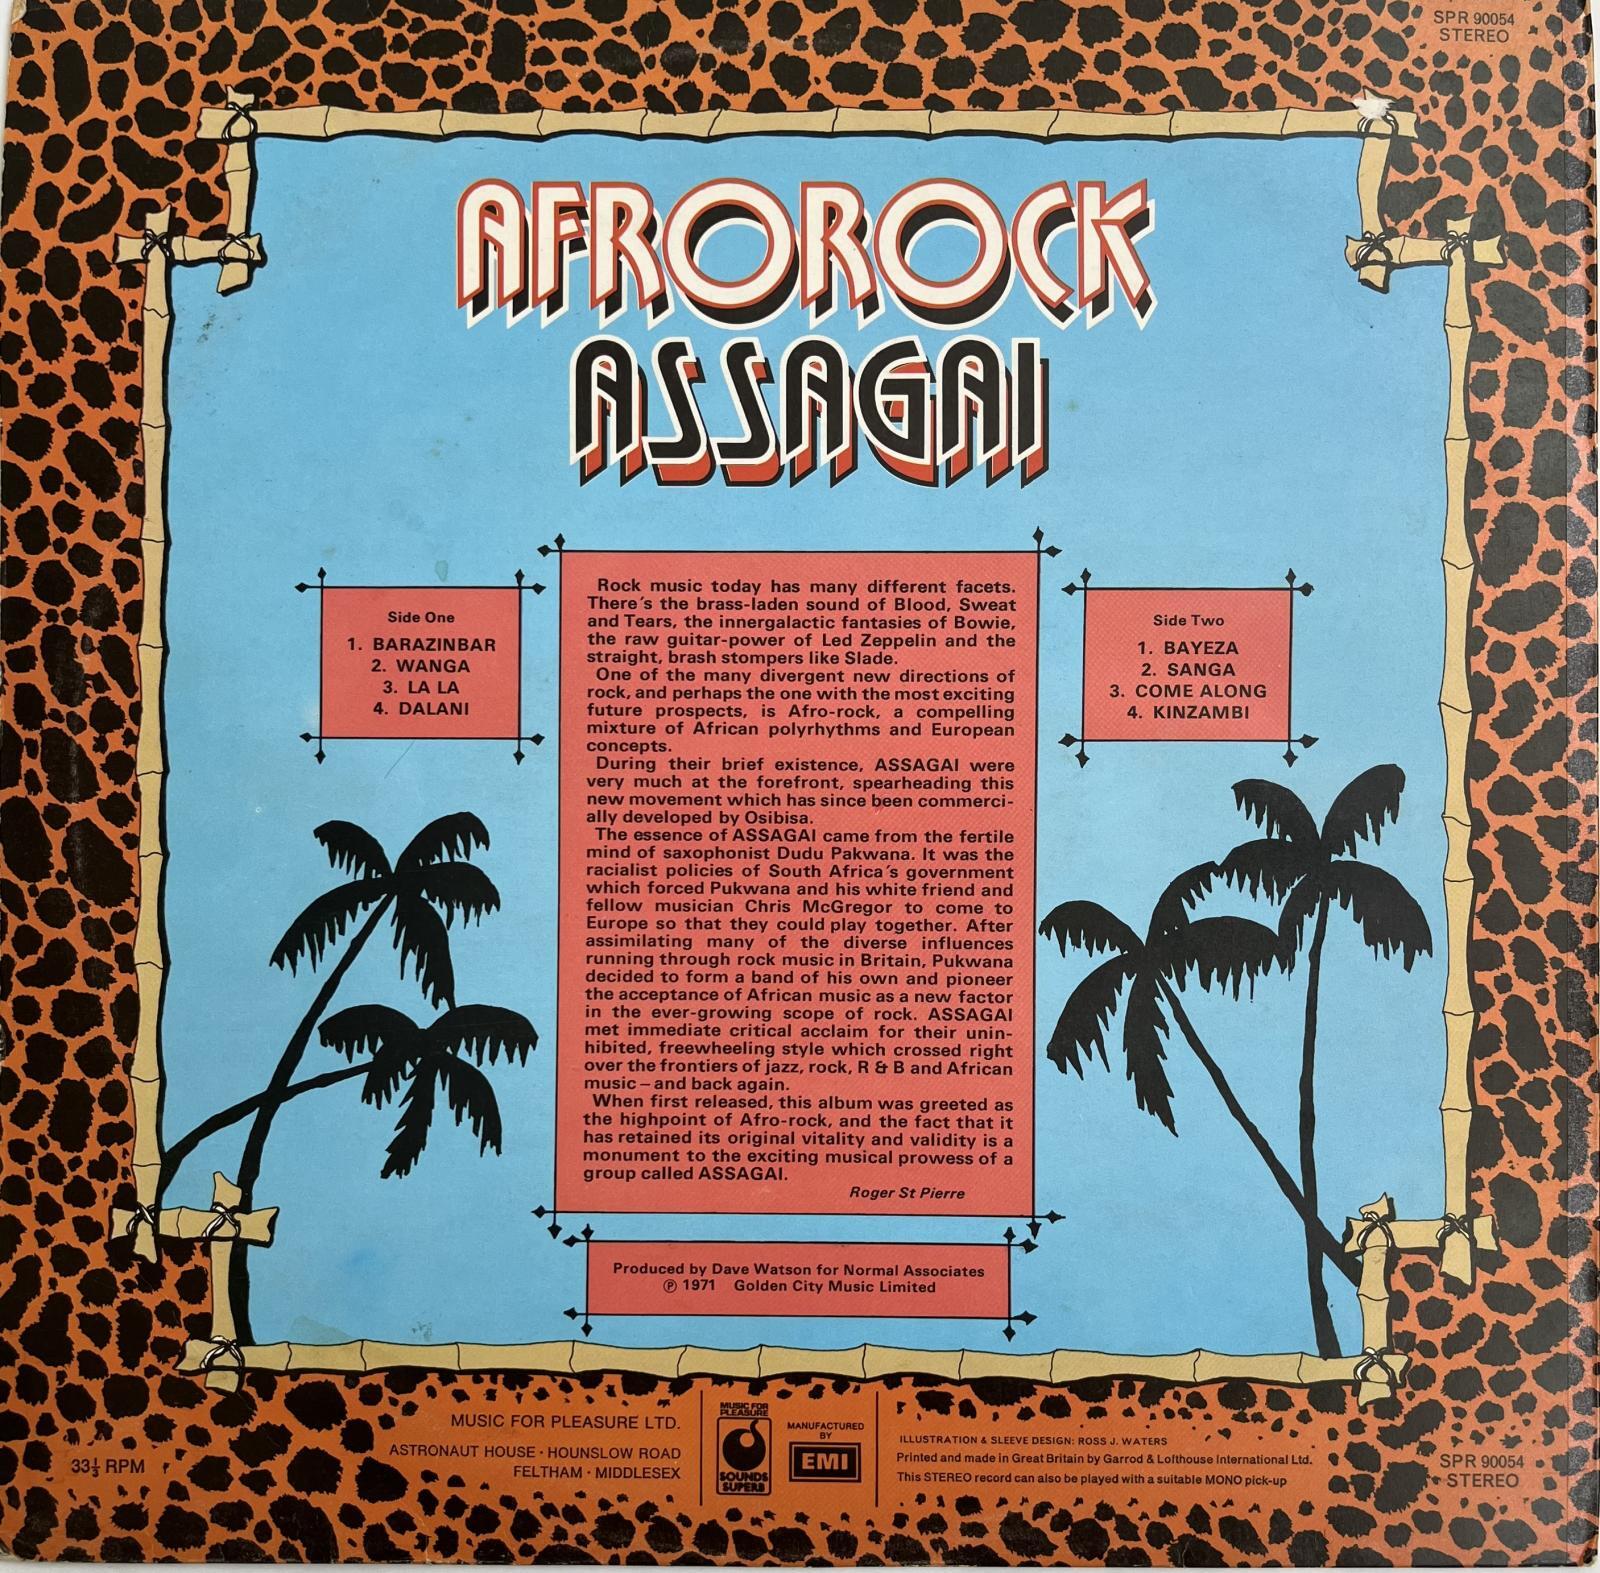 SPR 90054
STEREO
AFROROCK
ASSAGAI
Side One
1. BARAZINBAR
2. WANGA
3. LA LA
4. DALANI
Rock music today has many different facets.
There's the brass-laden sound of Blood, Sweat
and Tears, the innergalactic fantasies of Bowie,
the raw guitar-power of Led Zeppelin and the
straight, brash stompers like Slade.
One of the many divergent new directions of
rock, and perhaps the one with the most exciting
future prospects, is Afro-rock, a compelling
mixture of African polyrhythms and European
concepts.
During their brief existence, ASSAGAI were
very much at the forefront, spearheading this
new movement which has since been commerci-
ally developed by Osibisa.
The essence of ASSAGAI came from the fertile
mind of saxophonist Dudu Pakwana. It was the
racialist policies of South Africa's government
which forced Pukwana and his white friend and
fellow musician Chris McGregor to come to
Europe so that they could play together. After
assimilating many of the diverse influences
running through rock music in Britain, Pukwana
decided to form a band of his own and pioneer
the acceptance of African music as a new factor
in the ever-growing scope of rock. ASSAGAI
met immediate critical acclaim for their unin-
hibited, freewheeling style which crossed right
over the frontiers of jazz, rock, R & B and African
music – and back again.
When first released, this album was greeted as
the highpoint of Afro-rock, and the fact that it
has retained its original vitality and validity is a
monument to the exciting musical prowess of a
group called ASSAGAI.
Roger St Pierre
Side Two
1. BAYEZA
2. SANGA
3. COME ALONG
4. KINZAMBI
Produced by Dave Watson for Normal Associates
℗ 1971 Golden City Music Limited
33⅓ RPM
MUSIC FOR PLEASURE LTD.
ASTRONAUT HOUSE · HOUNSLOW ROAD
FELTHAM · MIDDLESEX
MUSIC FOR
PLEASURE
SOUNDS
SUPERB
MANUFACTURED
BY
EMI
ILLUSTRATION & SLEEVE DESIGN: ROSS J. WATERS
Printed and made in Great Britain by Garrod & Lofthouse International Ltd.
This STEREO record can also be played with a suitable MONO pick-up
SPR 90054
STEREO